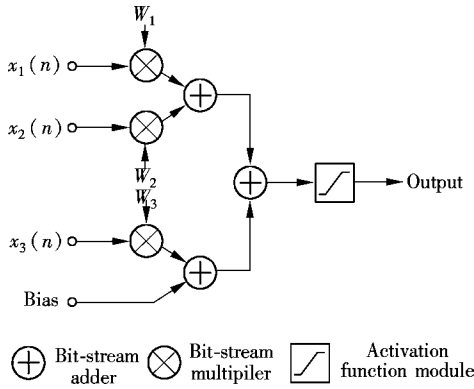 W1
x1(n)
x2(n)
W2
W3
x3(n)
Bias
Output
Bit-stream
adder
Bit-stream
multipiler
Activation
function module